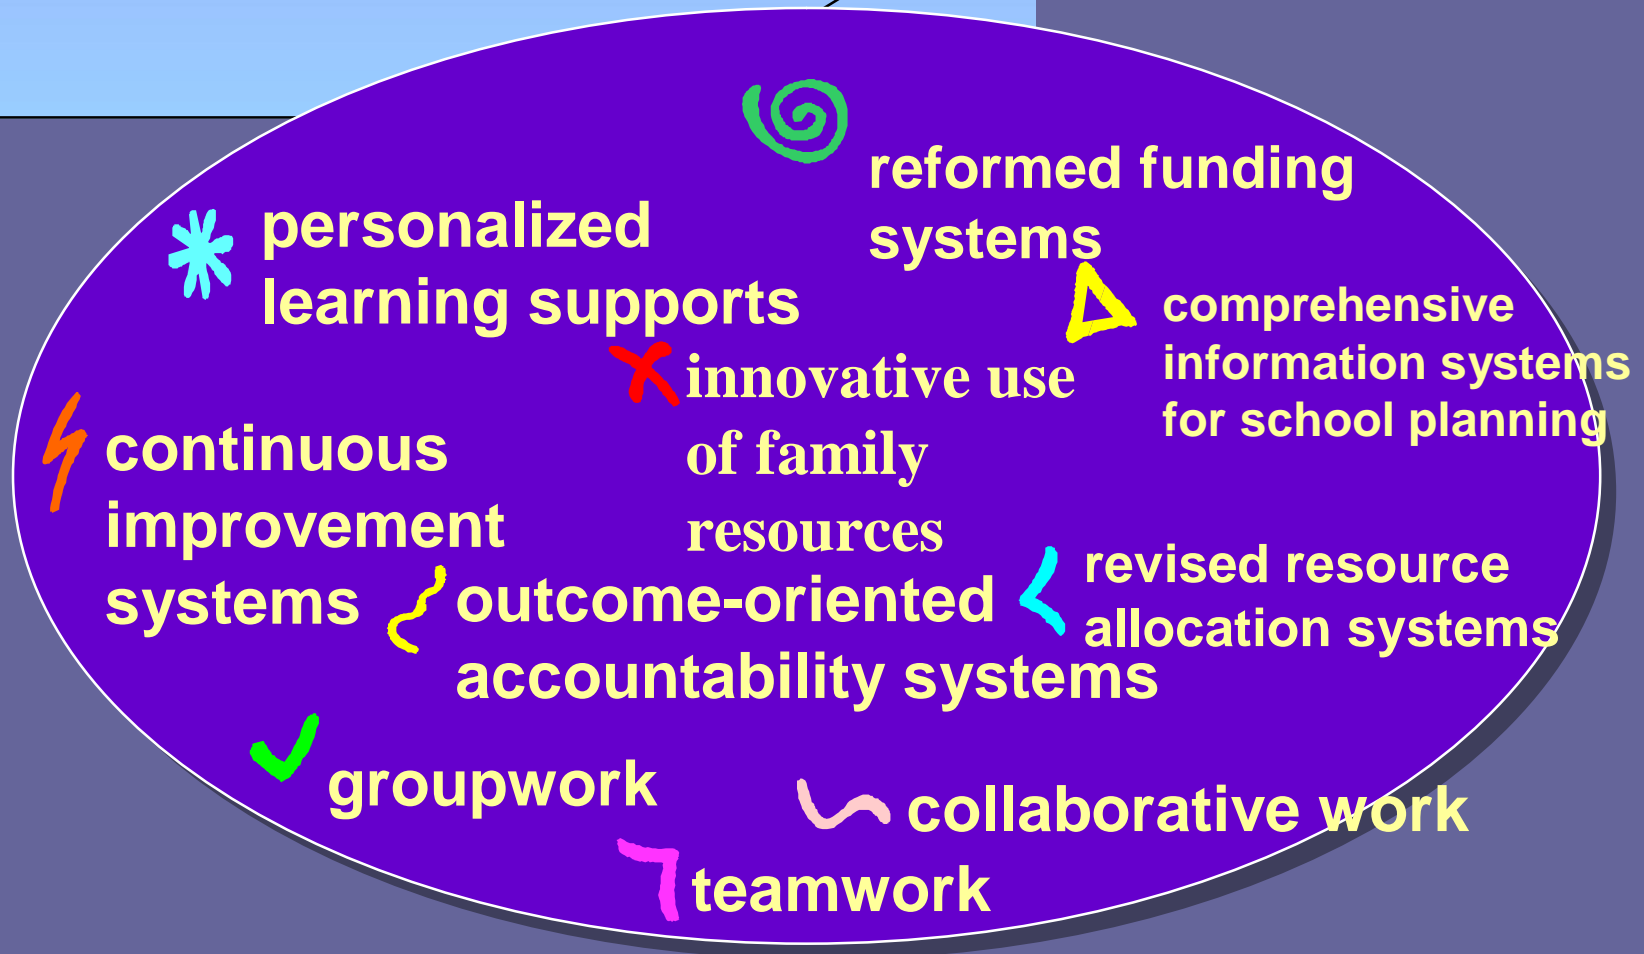 reformed funding
systems
personalized
learning supports
comprehensive
information systems
for school planning
innovative use
of family
resources
continuous
improvement
systems
revised resource
allocation systems
outcome-oriented
accountability systems
groupwork
collaborative work
teamwork